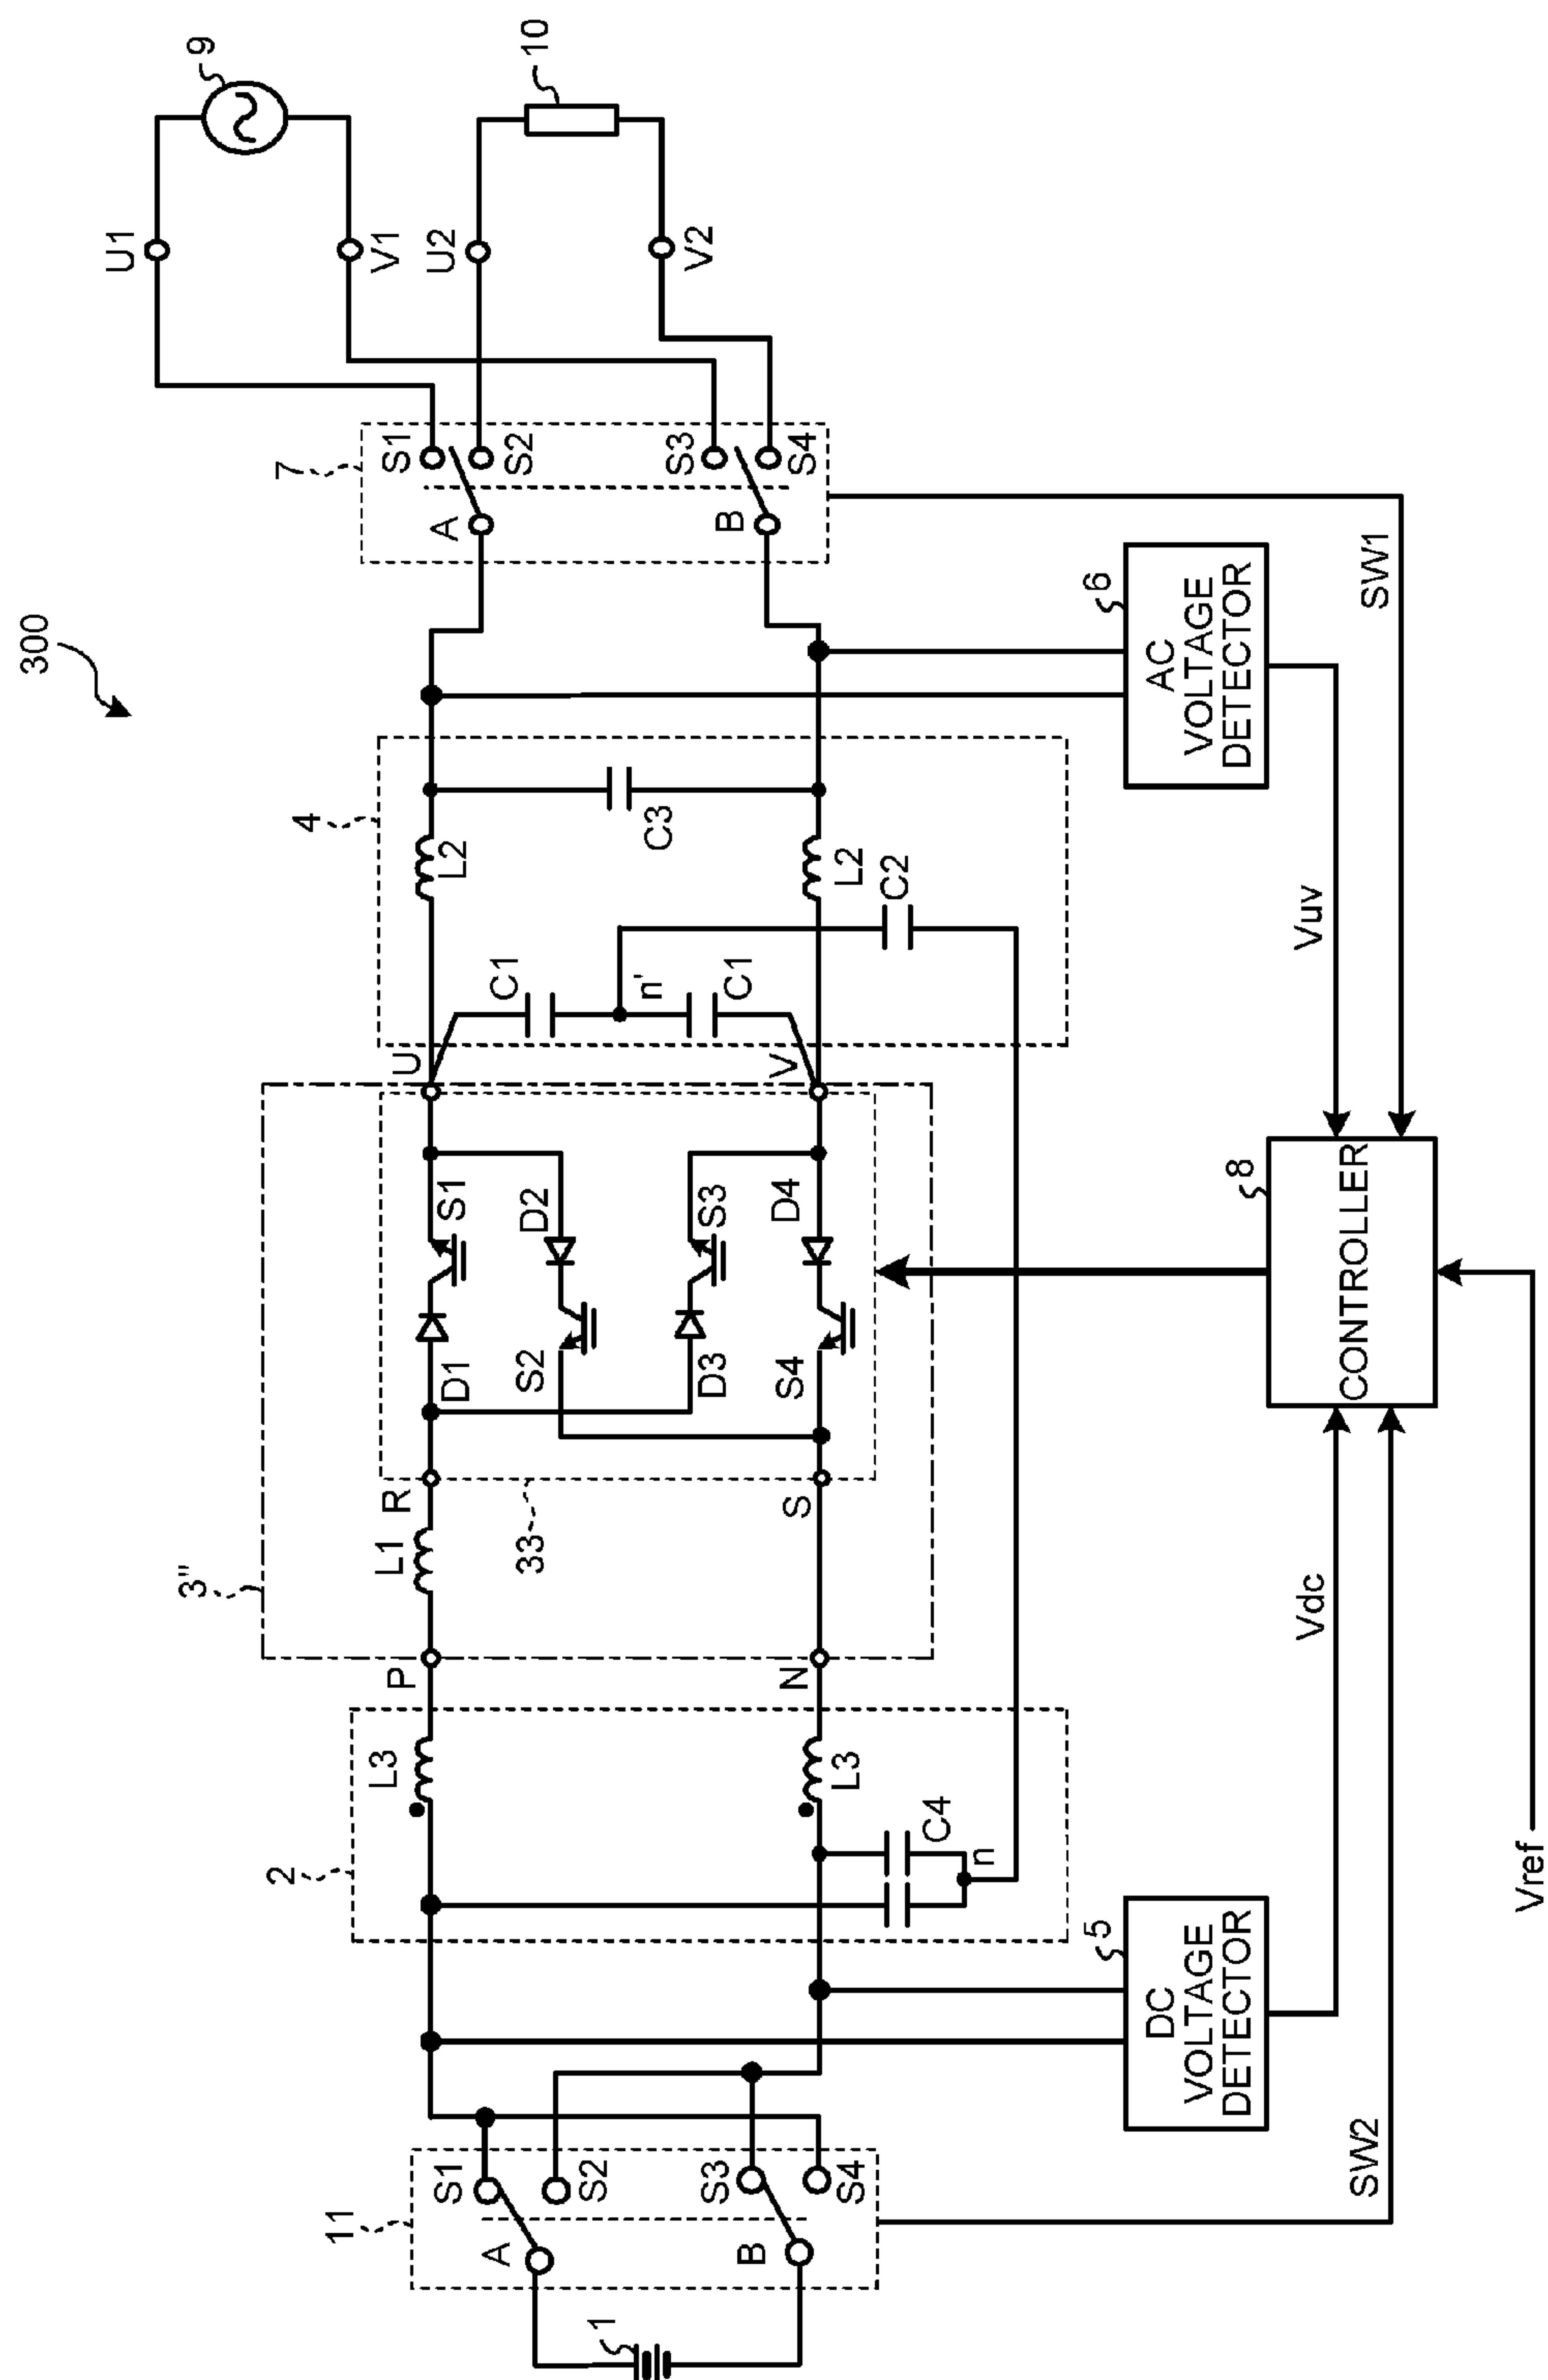 300
9
10
U1
V1
U2
V2
7
S1
S2
S3
S4
A
B
4
L2
C3
L2
C2
C1
n'
C1
6
AC
VOLTAGE
DETECTOR
Vuv
SW1
3"
U
V
S1
D2
S3
D4
D1
S2
D3
S4
R
S
33
L1
P
N
8
CONTROLLER
2
L3
L3
C4
n
5
DC
VOLTAGE
DETECTOR
Vdc
SW2
Vref
11
S1
S2
S3
S4
A
B
1